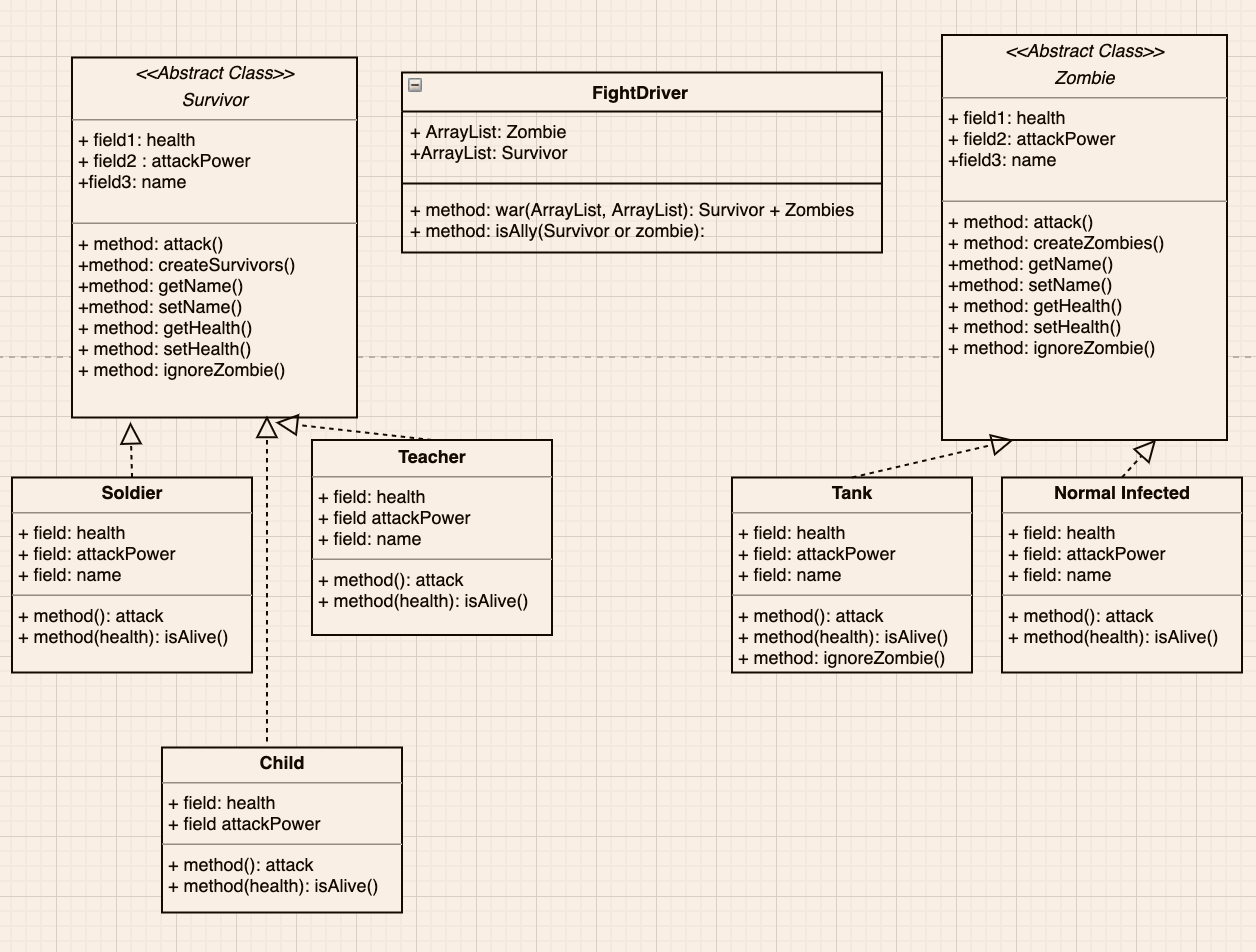 <<Abstract Class>>
Survivor
+ field1: health
+ field2 : attackPower
+field3: name
+ method: attack()
+method: createSurvivors()
+method: getName()
+method: setName()
+ method: getHealth()
+ method: setHealth()
+ method: ignoreZombie()
FightDriver
+ ArrayList: Zombie
+ArrayList: Survivor
+ method: war(ArrayList, ArrayList): Survivor + Zombies
+ method: isAlly(Survivor or zombie):
<<Abstract Class>>
Zombie
+ field1: health
+ field2: attackPower
+field3: name
+ method: attack()
+ method: createZombies()
+method: getName()
+method: setName()
+ method: getHealth()
+ method: setHealth()
+ method: ignoreZombie()
Soldier
+ field: health
+ field: attackPower
+ field: name
+ method(): attack
+ method(health): isAlive()
Teacher
+ field: health
+ field attackPower
+ field: name
+ method(): attack
+ method(health): isAlive()
Tank
+ field: health
+ field: attackPower
+ field: name
+ method(): attack
+ method(health): isAlive()
+ method: ignoreZombie()
Normal Infected
+ field: health
+ field: attackPower
+ field: name
+ method(): attack
+ method(health): isAlive()
Child
+ field: health
+ field attackPower
+ method(): attack
+ method(health): isAlive()